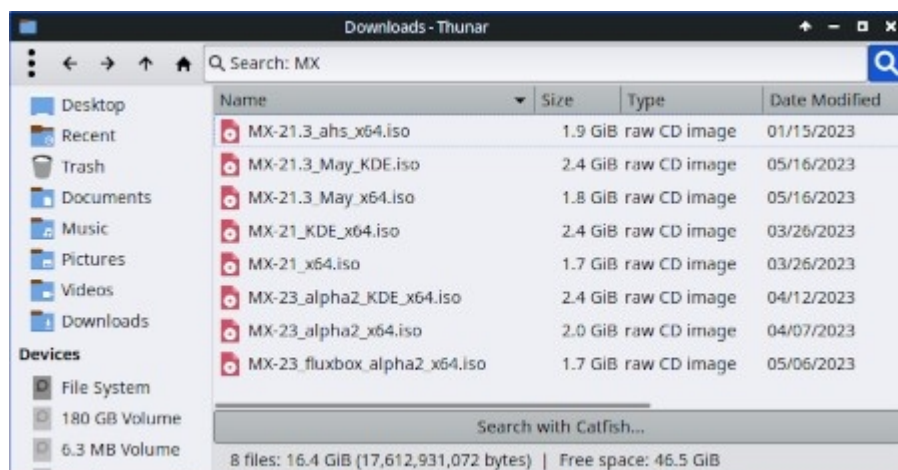 Downloads - Thunar
Search: MX
Desktop
Recent
Trash
Documents
Music
Pictures
Videos
Downloads
Devices
File System
180 GB Volume
6.3 MB Volume
Name Size Type Date Modified
MX-21.3_ahs_x64.iso 1.9 GiB raw CD image 01/15/2023
MX-21.3_May_KDE.iso 2.4 GiB raw CD image 05/16/2023
MX-21.3_May_x64.iso 1.8 GiB raw CD image 05/16/2023
MX-21_KDE_x64.iso 2.4 GiB raw CD image 03/26/2023
MX-21_x64.iso 1.7 GiB raw CD image 03/26/2023
MX-23_alpha2_KDE_x64.iso 2.4 GiB raw CD image 04/12/2023
MX-23_alpha2_x64.iso 2.0 GiB raw CD image 04/07/2023
MX-23_fluxbox_alpha2_x64.iso 1.7 GiB raw CD image 05/06/2023
Search with Catfish...
8 files: 16.4 GiB (17,612,931,072 bytes) | Free space: 46.5 GiB